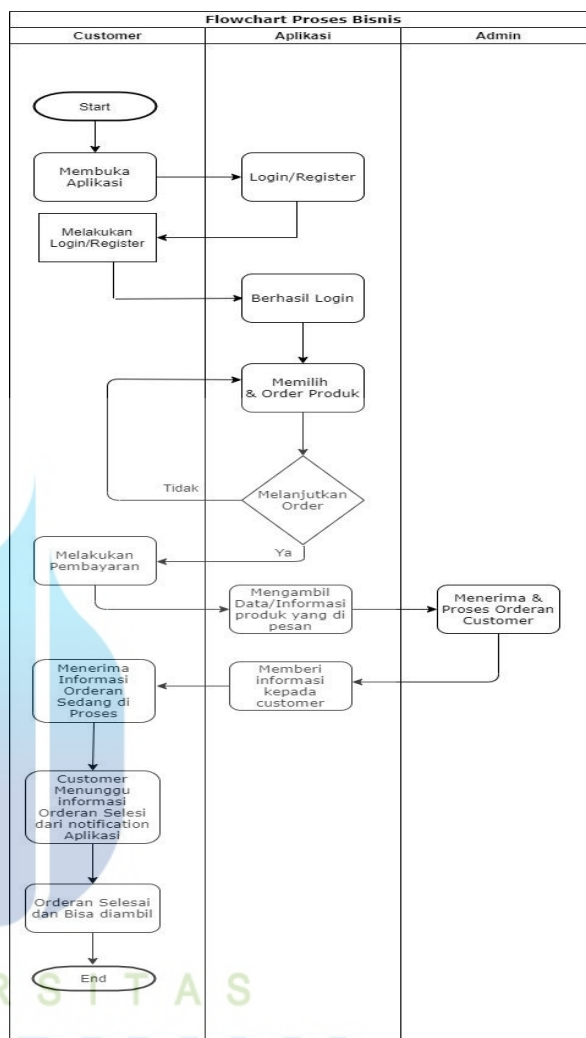 Flowchart Proses Bisnis
Customer
Aplikasi
Admin
Start
Membuka
Aplikasi
Login/Register
Melakukan
Login/Register
Berhasil Login
Memilih
& Order Produk
Tidak
Melanjutkan
Order
Ya
Melakukan
Pembayaran
Mengambil
Data/Informasi
produk yang di
pesan
Menerima &
Proses Orderan
Customer
Memberi
informasi
kepada
customer
Menerima
Informasi
Orderan
Sedang di
Proses
Customer
Menunggu
informasi
Orderan Selesi
dari notification
Aplikasi
Orderan Selesai
dan Bisa diambil
End
R S I T A S